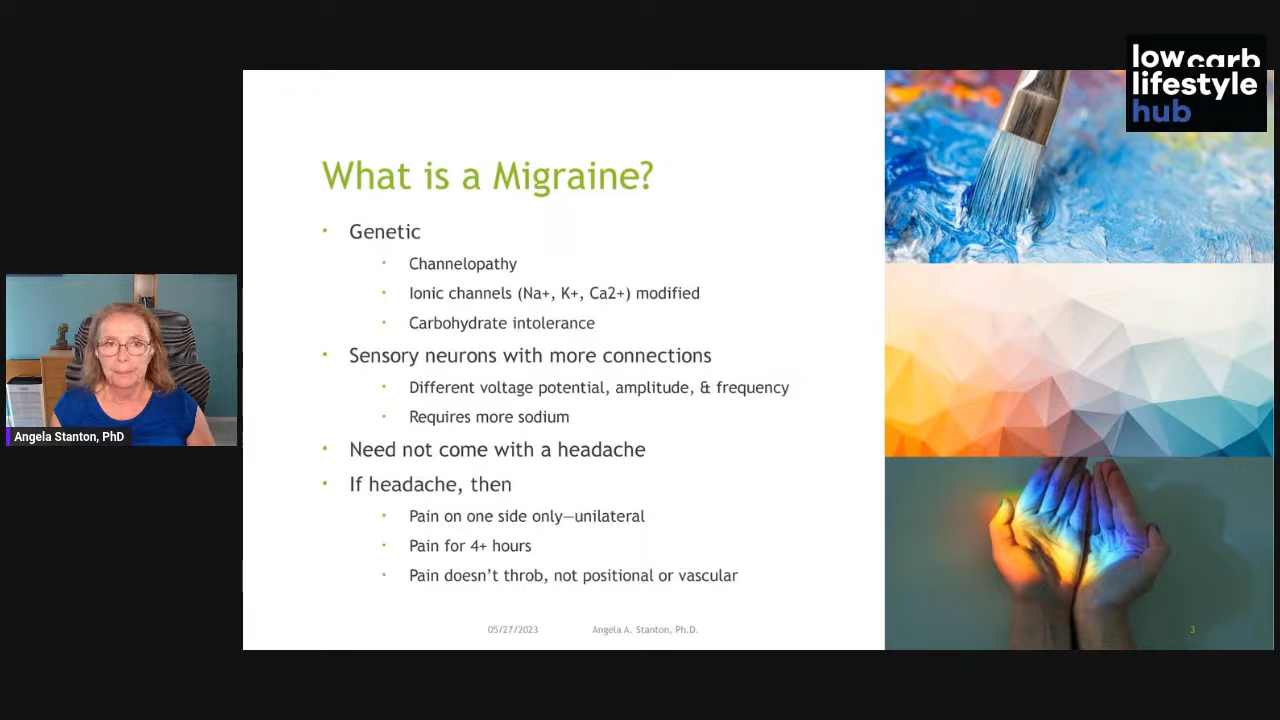 low carb
lifestyle
hub
What is a Migraine?
• Genetic
• Channelopathy
• Ionic channels (Na+, K+, Ca2+) modified
• Carbohydrate intolerance
• Sensory neurons with more connections
• Different voltage potential, amplitude, & frequency
• Requires more sodium
• Need not come with a headache
• If headache, then
• Pain on one side only—unilateral
• Pain for 4+ hours
• Pain doesn't throb, not positional or vascular
05/27/2023 Angela A. Stanton, Ph.D. 3
Angela Stanton, PhD